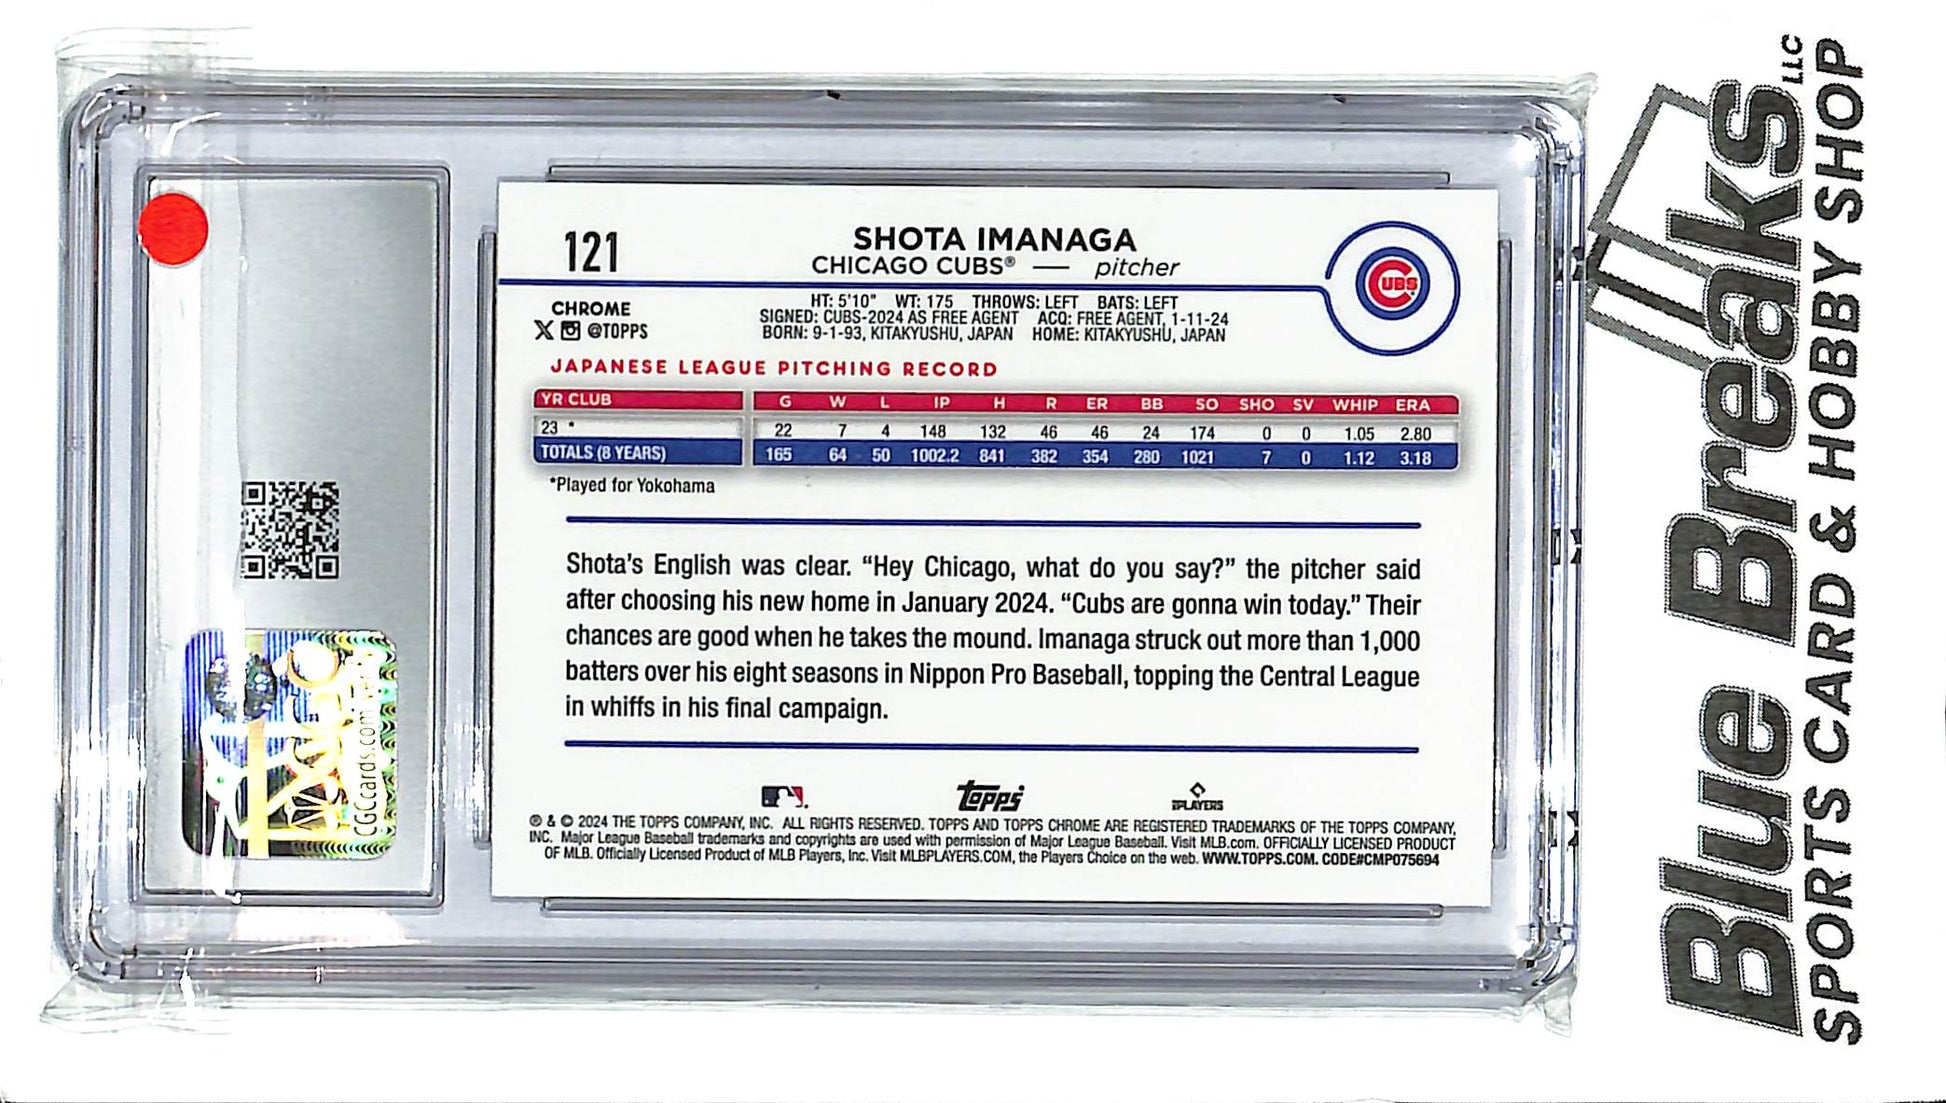 121
SHOTA IMANAGA
CHICAGO CUBS® — pitcher
CUBS
CHROME
@TOPPS
HT: 5'10" WT: 175 THROWS: LEFT BATS: LEFT
SIGNED: CUBS-2024 AS FREE AGENT ACQ: FREE AGENT, 1-11-24
BORN: 9-1-93, KITAKYUSHU, JAPAN HOME: KITAKYUSHU, JAPAN
JAPANESE LEAGUE PITCHING RECORD
YR CLUB G W L IP H R ER BB SO SHO SV WHIP ERA
23 * 22 7 4 148 132 46 46 24 174 0 0 1.05 2.80
TOTALS (8 YEARS) 165 64 50 1002.2 841 382 354 280 1021 7 0 1.12 3.18
*Played for Yokohama
Shota's English was clear. “Hey Chicago, what do you say?” the pitcher said
after choosing his new home in January 2024. “Cubs are gonna win today.” Their
chances are good when he takes the mound. Imanaga struck out more than 1,000
batters over his eight seasons in Nippon Pro Baseball, topping the Central League
in whiffs in his final campaign.
Topps
PLAYERS
® & © 2024 THE TOPPS COMPANY, INC. ALL RIGHTS RESERVED. TOPPS AND TOPPS CHROME ARE REGISTERED TRADEMARKS OF THE TOPPS COMPANY,
INC. Major League Baseball trademarks and copyrights are used with permission of Major League Baseball. Visit MLB.com. OFFICIALLY LICENSED PRODUCT
OF MLB. Officially Licensed Product of MLB Players, Inc. Visit MLBPLAYERS.COM, the Players Choice on the web. WWW.TOPPS.COM. CODE#CMP075694
CGCcards.com
Blue Breaks LLC
SPORTS CARD & HOBBY SHOP